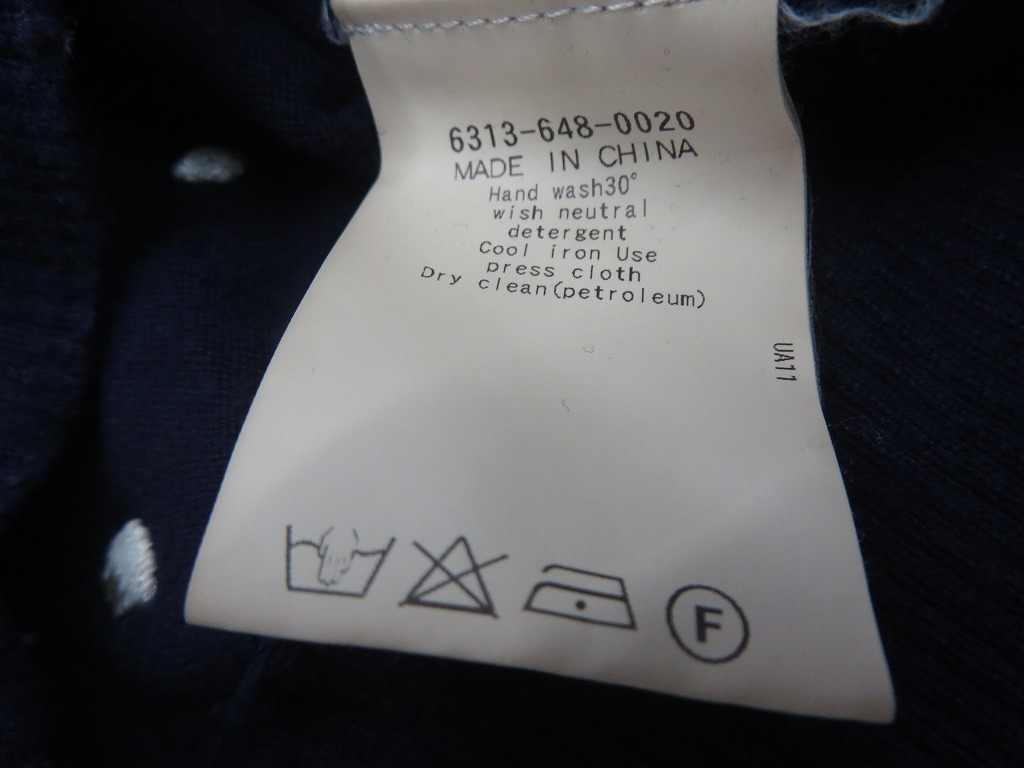 6313-648-0020
MADE IN CHINA
Hand wash30°
wish neutral
detergent
Cool iron Use
press cloth
Dry clean(petroleum)
UA11
F